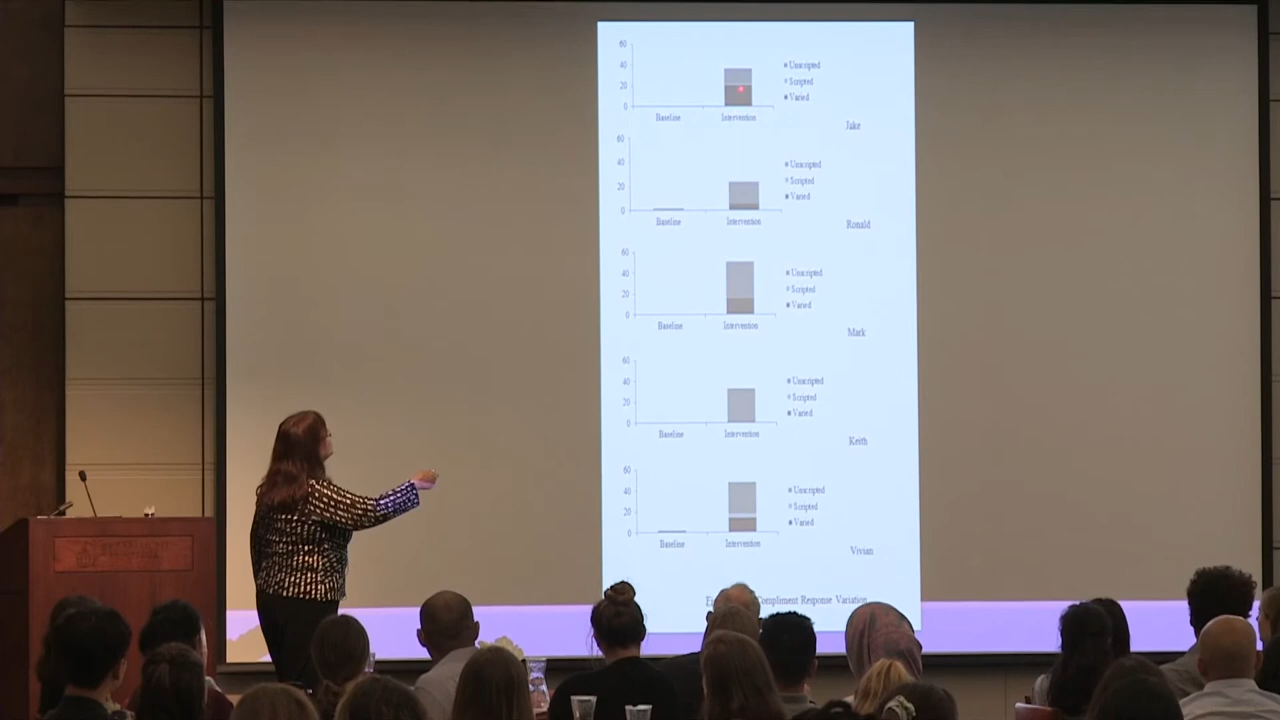 60
40
20
0
Baseline
Intervention
Unscripted
Scripted
Varied
Jake
60
40
20
0
Baseline
Intervention
Unscripted
Scripted
Varied
Ronald
60
40
20
0
Baseline
Intervention
Unscripted
Scripted
Varied
Mark
60
40
20
0
Baseline
Intervention
Unscripted
Scripted
Varied
Keith
60
40
20
0
Baseline
Intervention
Unscripted
Scripted
Varied
Vivian
Compliment Response Variation